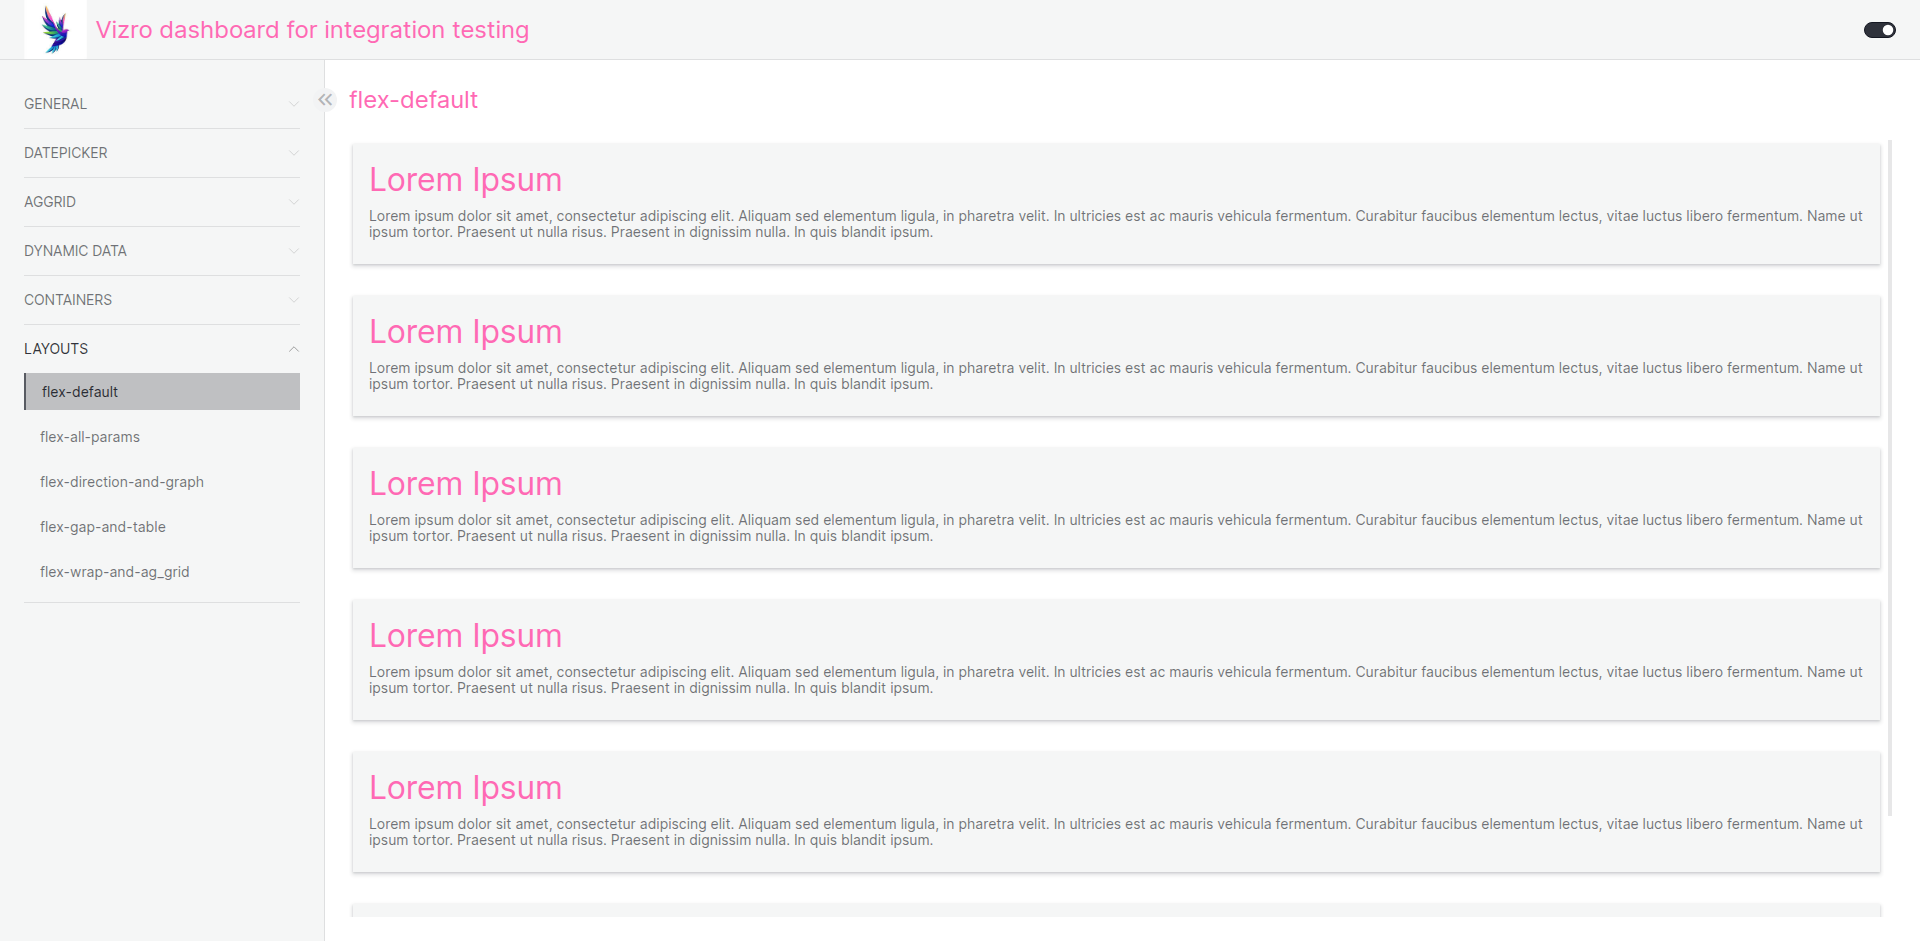 Vizro dashboard for integration testing
GENERAL
DATEPICKER
AGGRID
DYNAMIC DATA
CONTAINERS
LAYOUTS
flex-default
flex-all-params
flex-direction-and-graph
flex-gap-and-table
flex-wrap-and-ag_grid
flex-default
Lorem Ipsum
Lorem ipsum dolor sit amet, consectetur adipiscing elit. Aliquam sed elementum ligula, in pharetra velit. In ultricies est ac mauris vehicula fermentum. Curabitur faucibus elementum lectus, vitae luctus libero fermentum. Name ut
ipsum tortor. Praesent ut nulla risus. Praesent in dignissim nulla. In quis blandit ipsum.
Lorem Ipsum
Lorem ipsum dolor sit amet, consectetur adipiscing elit. Aliquam sed elementum ligula, in pharetra velit. In ultricies est ac mauris vehicula fermentum. Curabitur faucibus elementum lectus, vitae luctus libero fermentum. Name ut
ipsum tortor. Praesent ut nulla risus. Praesent in dignissim nulla. In quis blandit ipsum.
Lorem Ipsum
Lorem ipsum dolor sit amet, consectetur adipiscing elit. Aliquam sed elementum ligula, in pharetra velit. In ultricies est ac mauris vehicula fermentum. Curabitur faucibus elementum lectus, vitae luctus libero fermentum. Name ut
ipsum tortor. Praesent ut nulla risus. Praesent in dignissim nulla. In quis blandit ipsum.
Lorem Ipsum
Lorem ipsum dolor sit amet, consectetur adipiscing elit. Aliquam sed elementum ligula, in pharetra velit. In ultricies est ac mauris vehicula fermentum. Curabitur faucibus elementum lectus, vitae luctus libero fermentum. Name ut
ipsum tortor. Praesent ut nulla risus. Praesent in dignissim nulla. In quis blandit ipsum.
Lorem Ipsum
Lorem ipsum dolor sit amet, consectetur adipiscing elit. Aliquam sed elementum ligula, in pharetra velit. In ultricies est ac mauris vehicula fermentum. Curabitur faucibus elementum lectus, vitae luctus libero fermentum. Name ut
ipsum tortor. Praesent ut nulla risus. Praesent in dignissim nulla. In quis blandit ipsum.